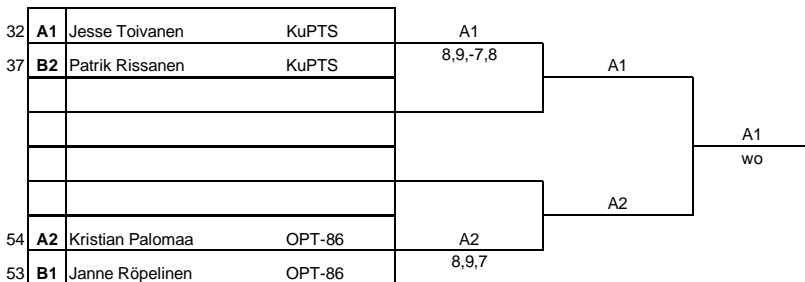 32 A1 Jesse Toivanen KuPTS A1
37 B2 Patrik Rissanen KuPTS 8,9,-7,8 A1
A1
wo
A2
54 A2 Kristian Palomaa OPT-86 A2
53 B1 Janne Röpelinen OPT-86 8,9,7